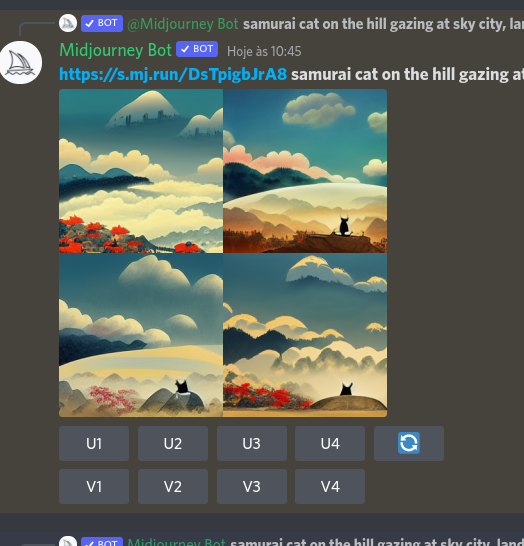 ✓ BOT @Midjourney Bot samurai cat on the hill gazing at sky city,
Midjourney Bot ✓ BOT Hoje às 10:45
https://s.mj.run/DsTpigbJrA8 samurai cat on the hill gazing at
U1 U2 U3 U4
V1 V2 V3 V4
✓ BOT Midjourney Bot samurai cat on the hill gazing at sky city,